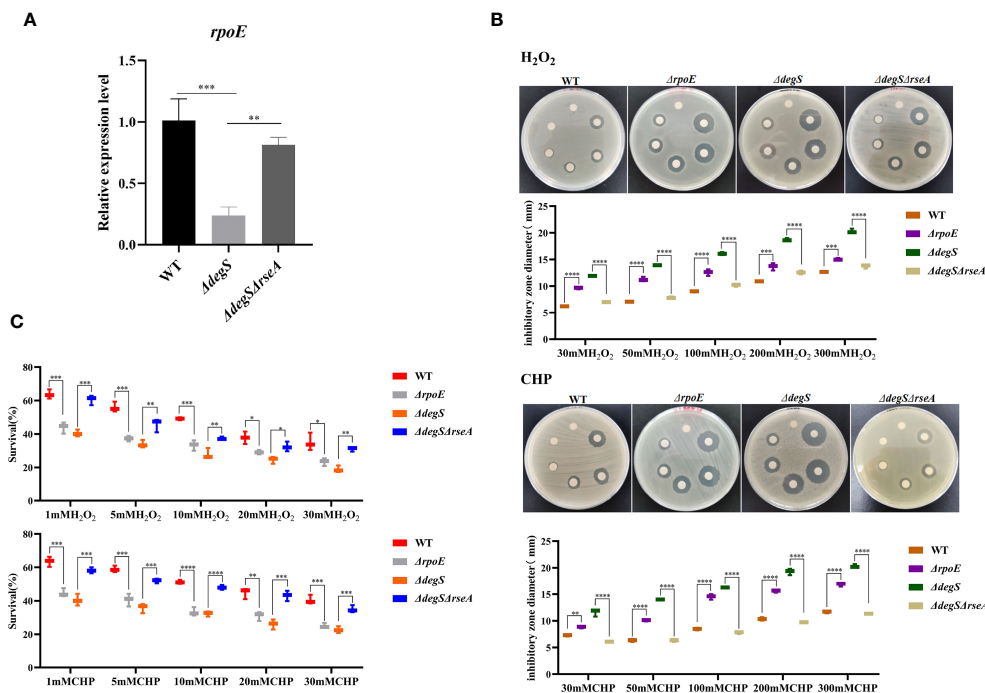 A
rpoE
Relative expression level
1.5
1.0
0.5
0.0
***
**
WT
ΔdegS
ΔdegSΔrseA
B
H₂O₂
WT
ΔrpoE
ΔdegS
ΔdegSΔrseA
inhibitory zone diameter( mm)
25
20
15
10
5
0
**** ****
**** ****
**** ****
*** ****
*** ****
30mMH₂O₂ 50mMH₂O₂ 100mMH₂O₂ 200mMH₂O₂ 300mMH₂O₂
WT
ΔrpoE
ΔdegS
ΔdegSΔrseA
CHP
WT
ΔrpoE
ΔdegS
ΔdegSΔrseA
inhibitory zone diameter( mm)
25
20
15
10
5
0
** ****
**** ****
**** ****
**** ****
**** ****
30mMCHP 50mMCHP 100mMCHP 200mMCHP 300mMCHP
WT
ΔrpoE
ΔdegS
ΔdegSΔrseA
C
Survival(%)
80
60
40
20
0
*** ***
*** **
*** **
* *
* **
1mMH₂O₂ 5mMH₂O₂ 10mMH₂O₂ 20mMH₂O₂ 30mMH₂O₂
WT
ΔrpoE
ΔdegS
ΔdegSΔrseA
Survival(%)
80
60
40
20
0
*** ***
*** ***
**** ****
** ***
*** ***
1mMCHP 5mMCHP 10mMCHP 20mMCHP 30mMCHP
WT
ΔrpoE
ΔdegS
ΔdegSΔrseA